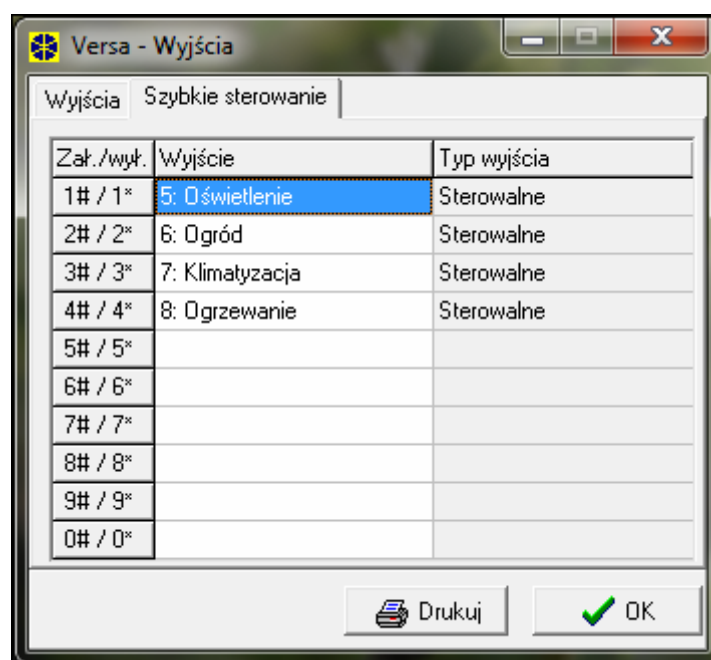 Versa - Wyjścia
Wyjścia Szybkie sterowanie
Zał./wył. Wyjście Typ wyjścia
1# / 1* 5: Oświetlenie Sterowalne
2# / 2* 6: Ogród Sterowalne
3# / 3* 7: Klimatyzacja Sterowalne
4# / 4* 8: Ogrzewanie Sterowalne
5# / 5*
6# / 6*
7# / 7*
8# / 8*
9# / 9*
0# / 0*
Drukuj OK